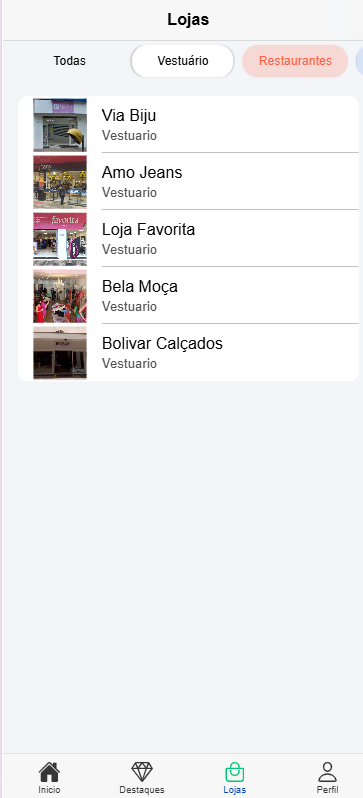 Lojas
Todas
Vestuário
Restaurantes
Via Biju
Vestuario
Amo Jeans
Vestuario
Loja Favorita
Vestuario
favorita
Bela Moça
Vestuario
Bolivar Calçados
Vestuario
Inicio
Destaques
Lojas
Perfil